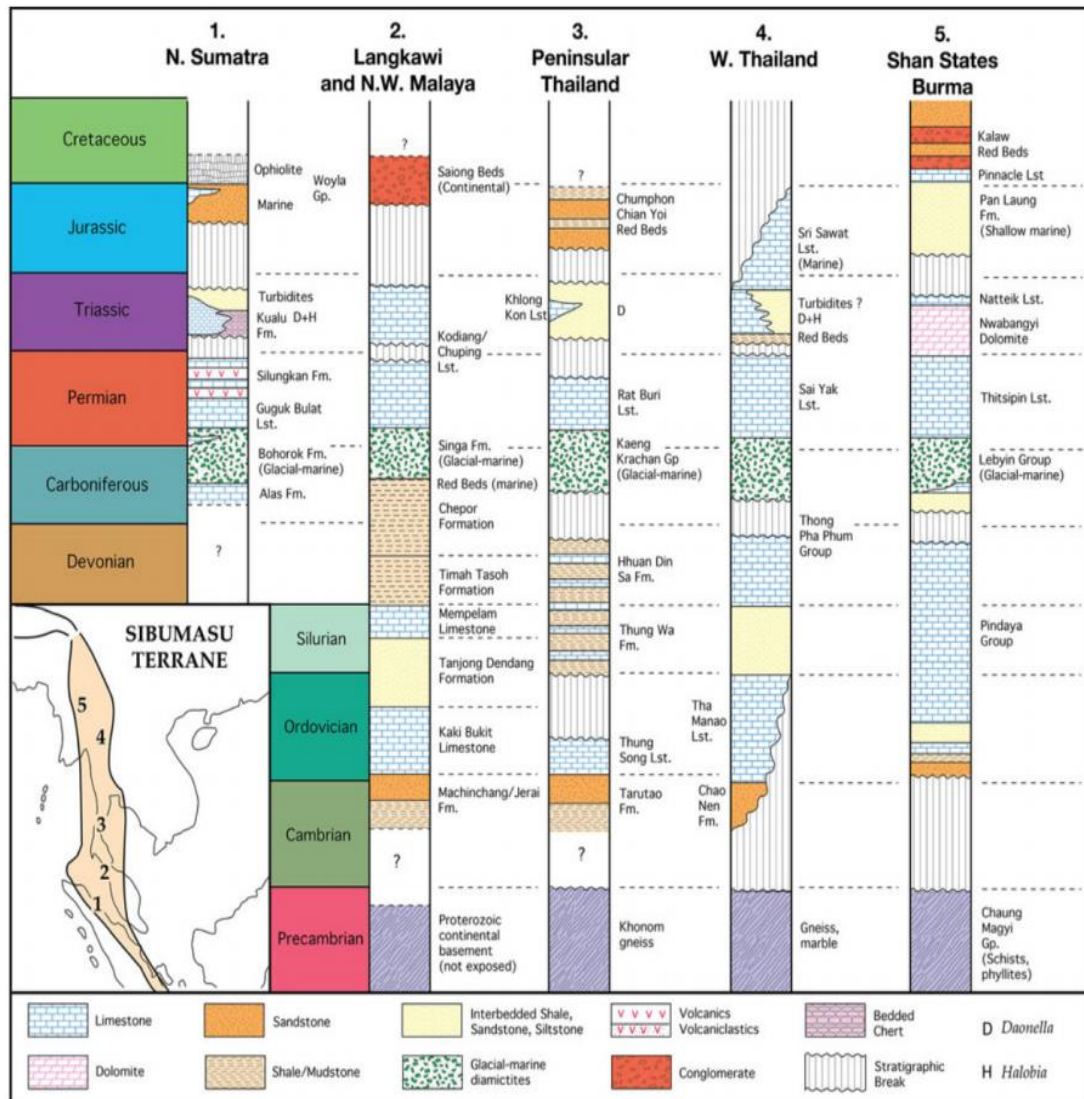 1.
N. Sumatra
2.
Langkawi
and N.W. Malaya
3.
Peninsular
Thailand
4.
W. Thailand
5.
Shan States
Burma
Cretaceous
Jurassic
Triassic
Permian
Carboniferous
Devonian
Silurian
Ordovician
Cambrian
Precambrian
Ophiolite
Woyla
Gp.
Marine
Turbidites
Kualu D+H
Fm.
Silungkan Fm.
Guguk Bulat
Lst.
Bohorok Fm.
(Glacial-marine)
Alas Fm.
?
?
Saiong Beds
(Continental)
Kodiang/
Chuping
Lst.
Singa Fm.
(Glacial-marine)
Red Beds (marine)
Chepor
Formation
Timah Tasoh
Formation
Mempelam
Limestone
Tanjong Dendang
Formation
Kaki Bukit
Limestone
Machinchang/Jerai
Fm.
?
Proterozoic
continental
basement
(not exposed)
?
Chumphon
Chian Yoi
Red Beds
Khlong
Kon Lst
D
Rat Buri
Lst.
Kaeng
Krachan Gp
(Glacial-marine)
Hhuan Din
Sa Fm.
Thung Wa
Fm.
Thung
Song Lst.
Tarutao
Fm.
?
Khonom
gneiss
Sri Sawat
Lst.
(Marine)
Turbidites ?
D+H
Red Beds
Sai Yak
Lst.
Thong
Pha Phum
Group
Tha
Manao
Lst.
Chao
Nen
Fm.
Gneiss,
marble
Kalaw
Red Beds
Pinnacle Lst
Pan Laung
Fm.
(Shallow marine)
Natteik Lst.
Nwabangyi
Dolomite
Thitsipin Lst.
Lebyin Group
(Glacial-marine)
Pindaya
Group
Chaung
Magyi
Gp.
(Schists,
phyllites)
SIBUMASU
TERRANE
5
4
3
2
1
Limestone
Sandstone
Interbedded Shale,
Sandstone, Siltstone
Volcanics
Volcaniclastics
Bedded
Chert
D Daonella
Dolomite
Shale/Mudstone
Glacial-marine
diamictites
Conglomerate
Stratigraphic
Break
H Halobia